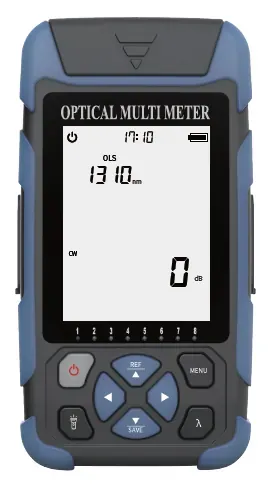 OPTICAL MULTI METER
17:10
OLS
1310nm
CW
0 dB
1 2 3 4 5 6 7 8
REF
MENU
SAVE
λ